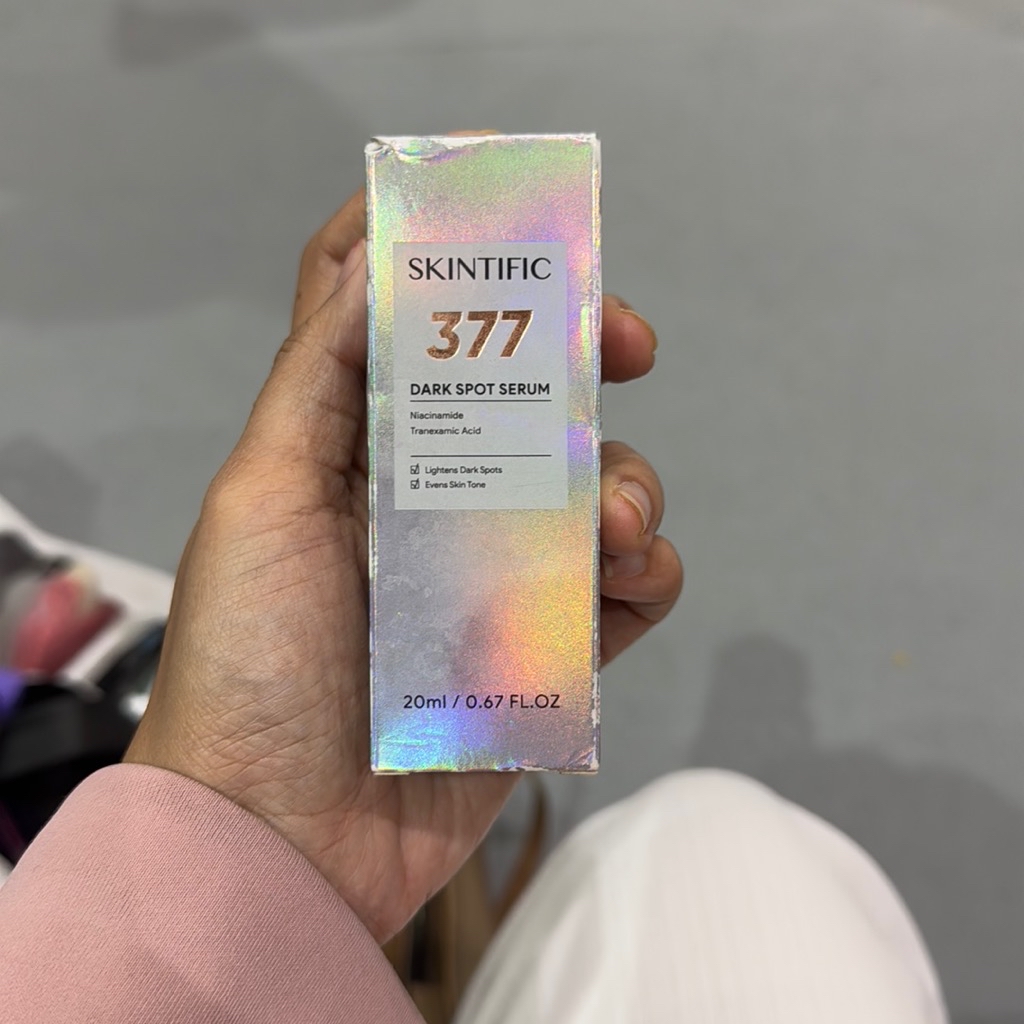 SKINTIFIC
377
DARK SPOT SERUM
Niacinamide
Tranexamic Acid
Lightens Dark Spots
Evens Skin Tone
20ml / 0.67 FL.OZ